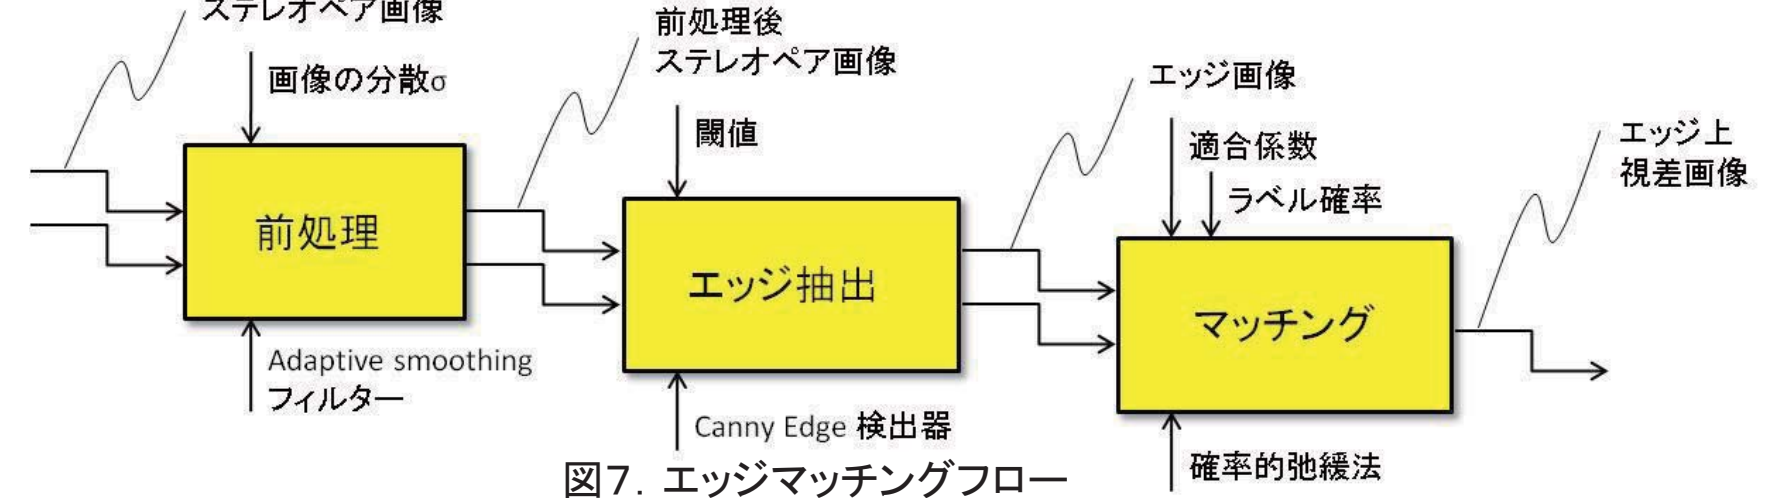 ステレオペア画像
画像の分散σ
前処理
Adaptive smoothing
フィルター
前処理後
ステレオペア画像
閾値
エッジ抽出
Canny Edge 検出器
エッジ画像
適合係数
ラベル確率
マッチング
確率的弛緩法
エッジ上
視差画像
図7. エッジマッチングフロー